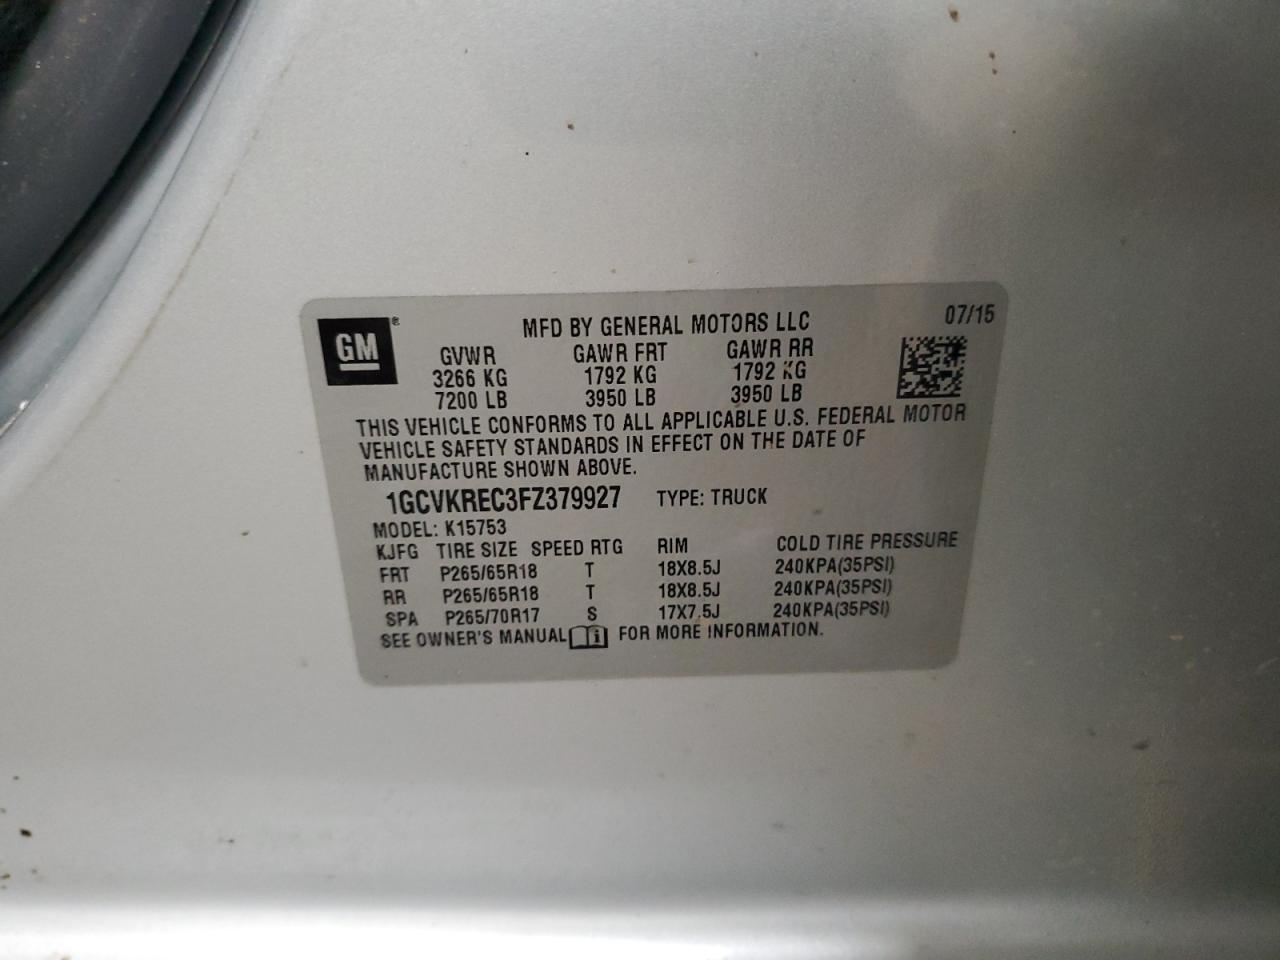 GM®
07/15
MFD BY GENERAL MOTORS LLC
GVWR GAWR FRT GAWR RR
3266 KG 1792 KG 1792 KG
7200 LB 3950 LB 3950 LB
THIS VEHICLE CONFORMS TO ALL APPLICABLE U.S. FEDERAL MOTOR
VEHICLE SAFETY STANDARDS IN EFFECT ON THE DATE OF
MANUFACTURE SHOWN ABOVE.
1GCVKREC3FZ379927 TYPE: TRUCK
MODEL: K15753
KJFG TIRE SIZE SPEED RTG RIM COLD TIRE PRESSURE
FRT P265/65R18 T 18X8.5J 240KPA(35PSI)
RR P265/65R18 T 18X8.5J 240KPA(35PSI)
SPA P265/70R17 S 17X7.5J 240KPA(35PSI)
SEE OWNER'S MANUAL i FOR MORE INFORMATION.